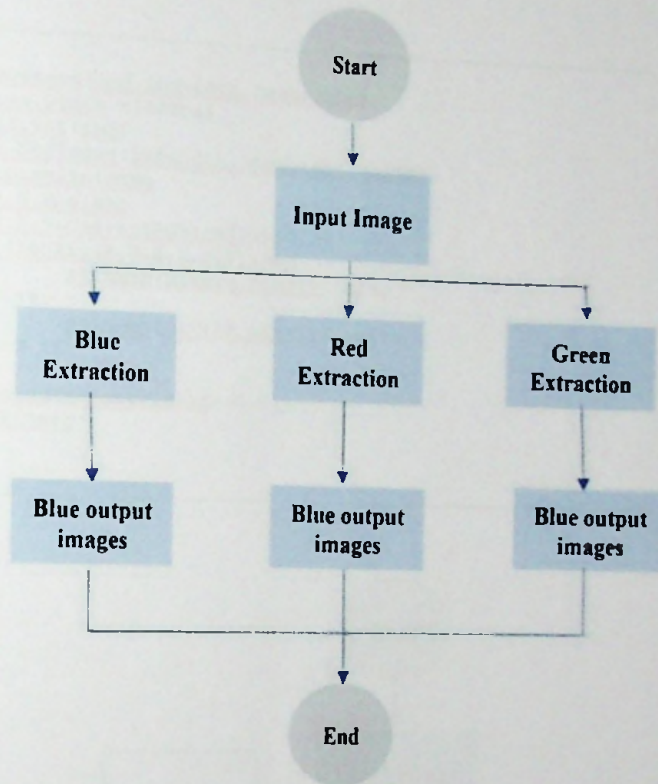 Start
Input Image
Blue
Extraction
Red
Extraction
Green
Extraction
Blue output
images
Blue output
images
Blue output
images
End